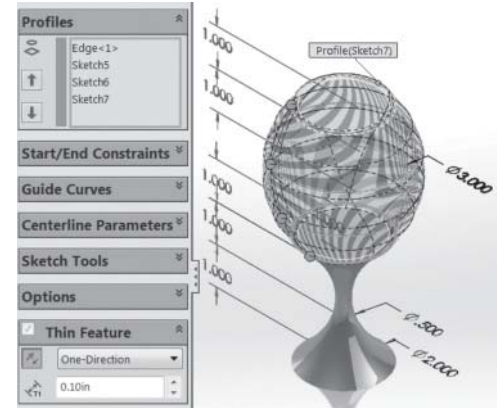 Profiles
Edge<1>
Sketch5
Sketch6
Sketch7
Start/End Constraints
Guide Curves
Centerline Parameters
Sketch Tools
Options
Thin Feature
One-Direction
T1
0.10in
Profile(Sketch7)
1.000
1.000
1.000
1.000
1.000
Ø3.000
Ø.500
Ø2.000